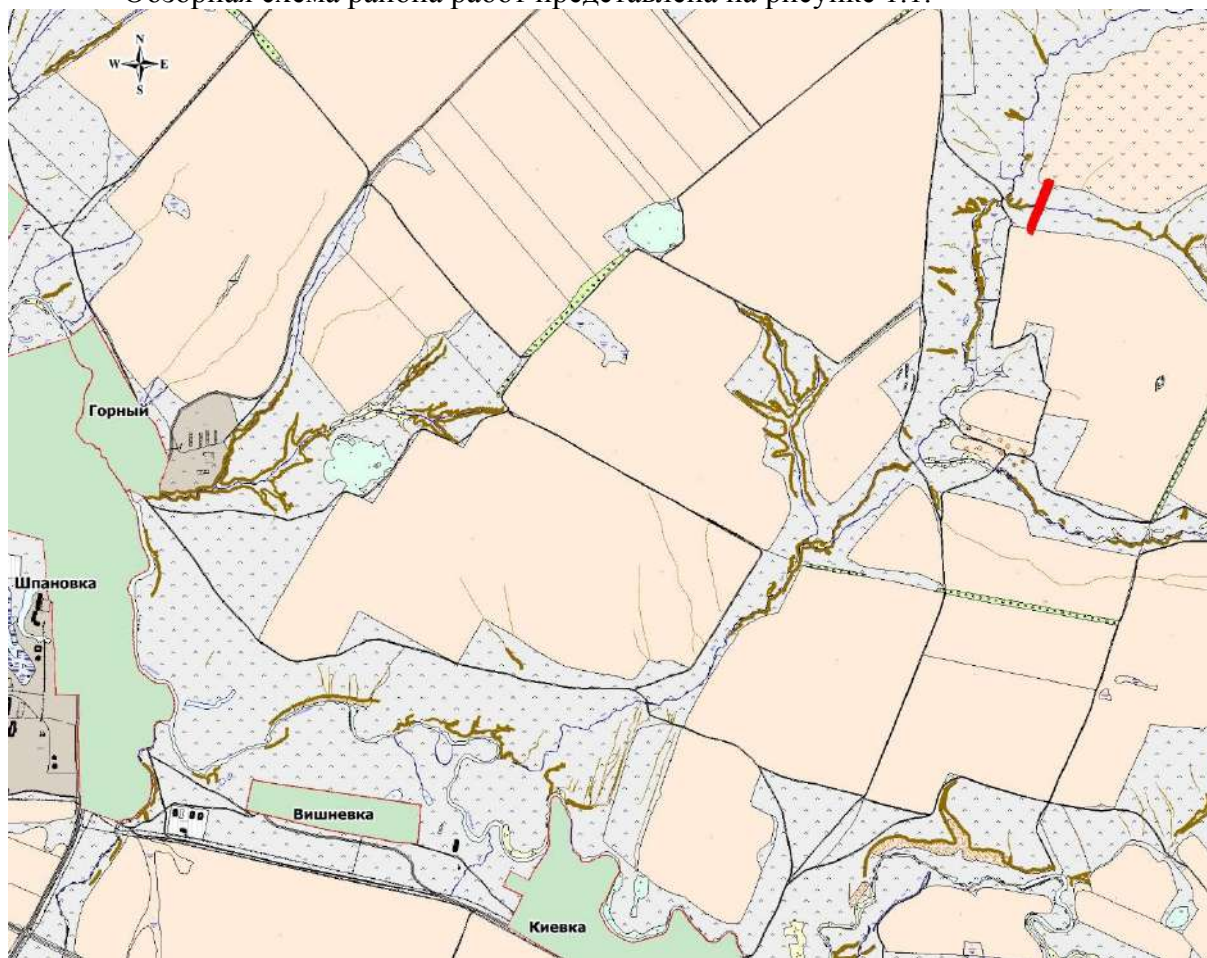 Обзорная схема района работ представлена на рисунке 1.1.
N
W E
S
Горный
Шпановка
Вишневка
Киевка